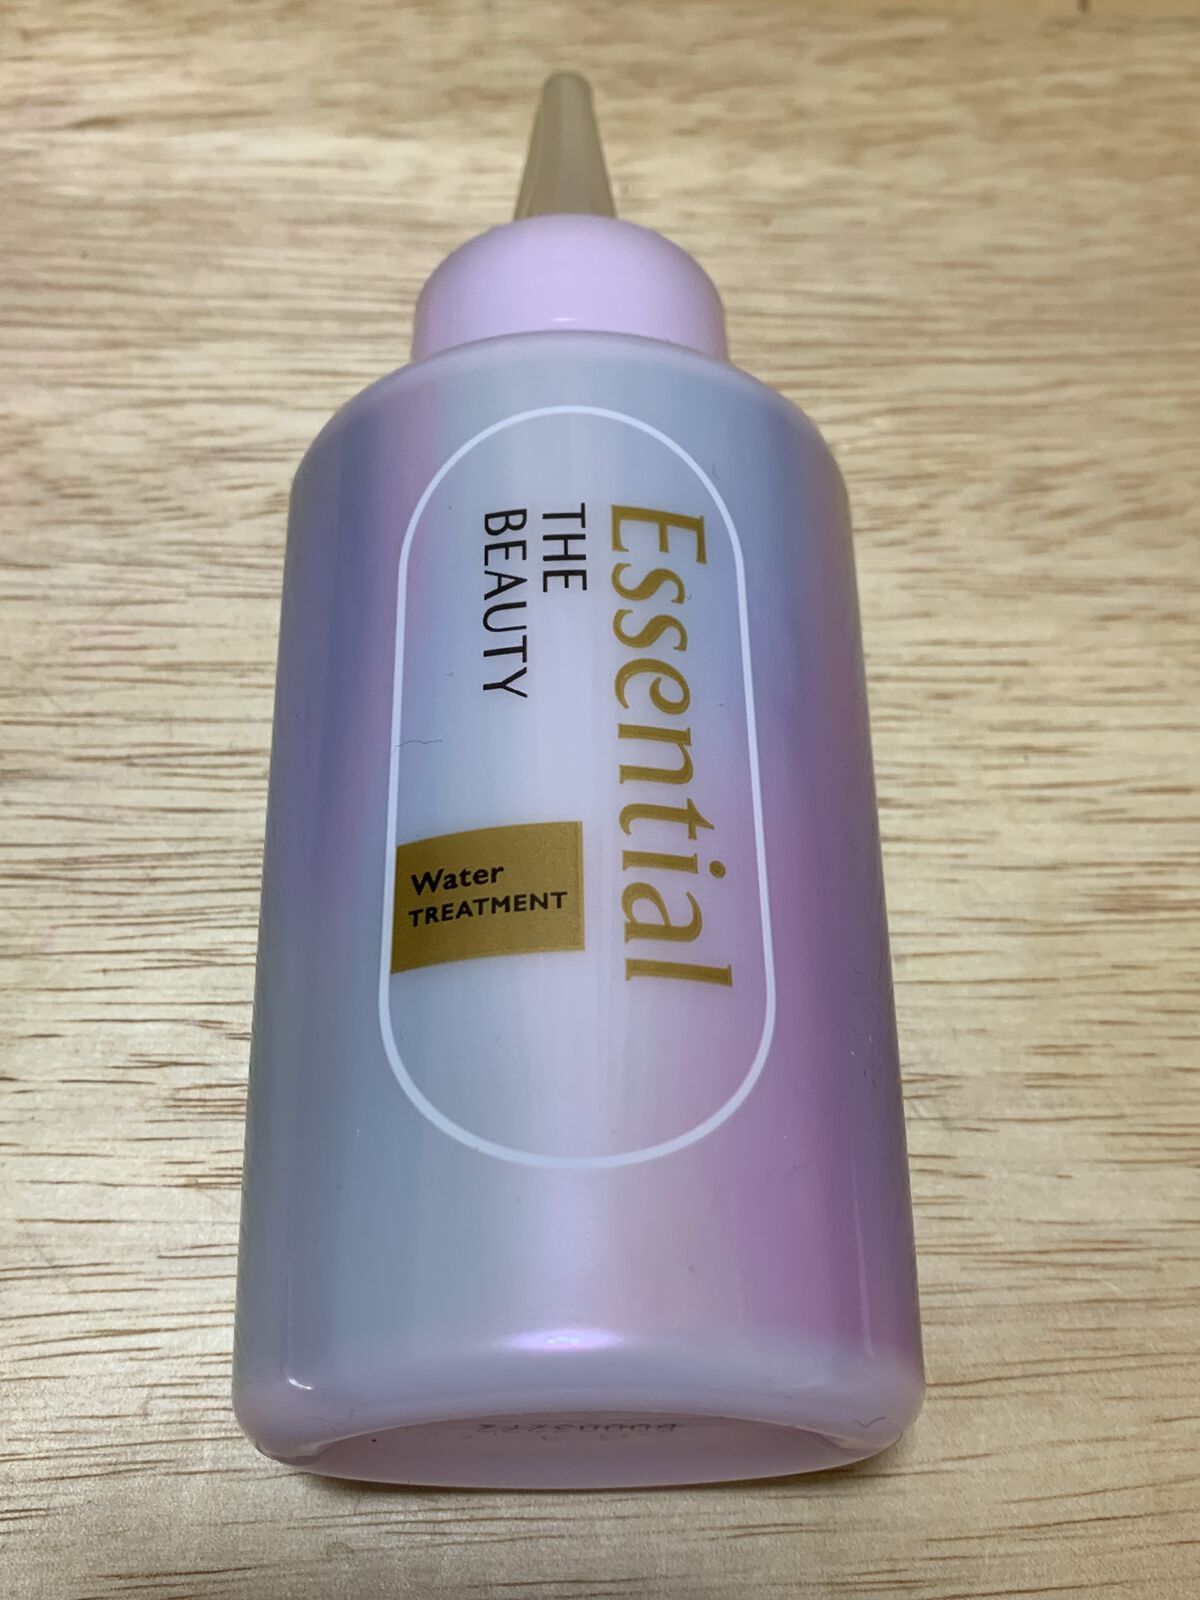 Essential
THE
BEAUTY
Water
TREATMENT